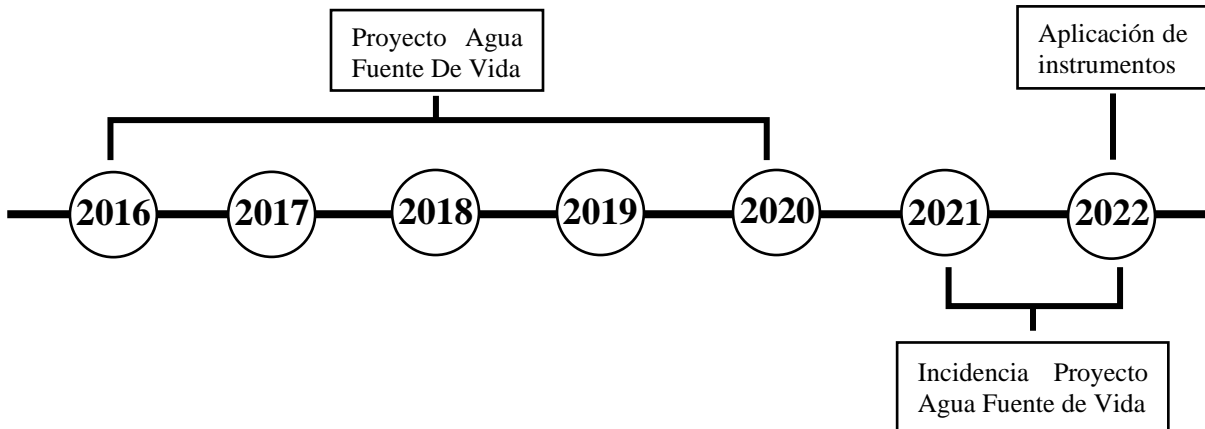 Proyecto Agua
Fuente De Vida
Aplicación de
instrumentos
2016 2017 2018 2019 2020 2021 2022
Incidencia Proyecto
Agua Fuente de Vida